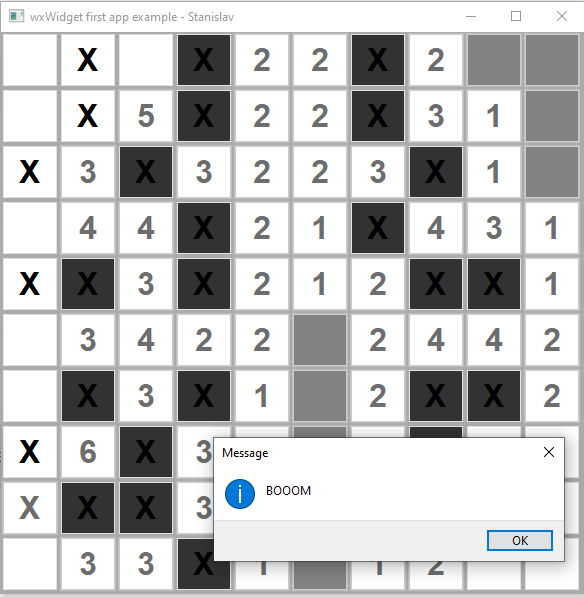 wxWidget first app example - Stanislav
X X 2 2 X 2
X 5 X 2 2 X 3 1
X 3 X 3 2 2 3 X 1
4 4 X 2 1 X 4 3 1
X X 3 X 2 1 2 X X 1
3 4 2 2 2 4 4 2
X 3 X 1 2 X X 2
X 6 X 3
X X X 3
3 3 X 1 1 2
Message
BOOOM
OK